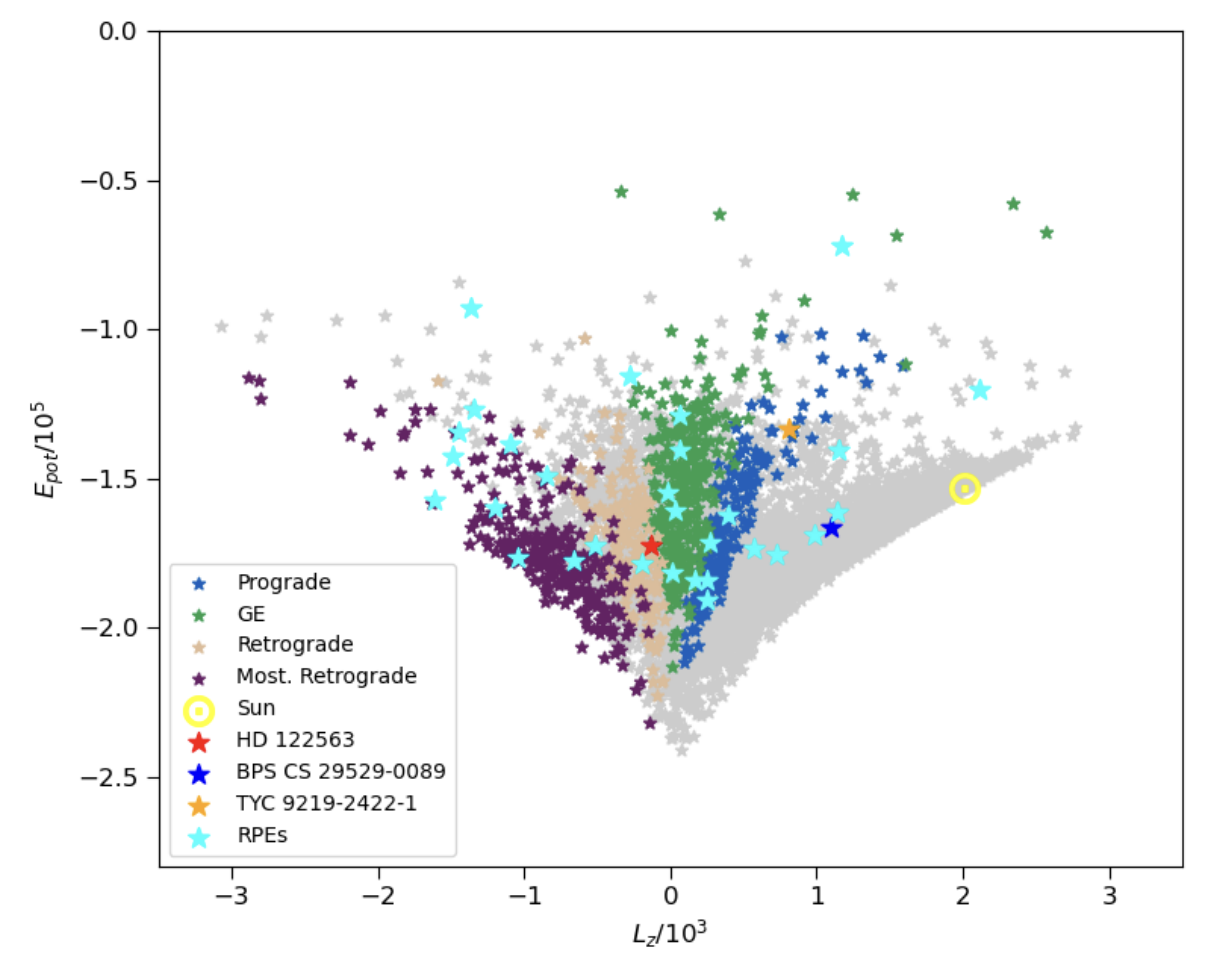 0.0
−0.5
−1.0
−1.5
−2.0
−2.5
E_pot/10^5
Prograde
GE
Retrograde
Most. Retrograde
Sun
HD 122563
BPS CS 29529-0089
TYC 9219-2422-1
RPEs
−3 −2 −1 0 1 2 3
L_z/10^3